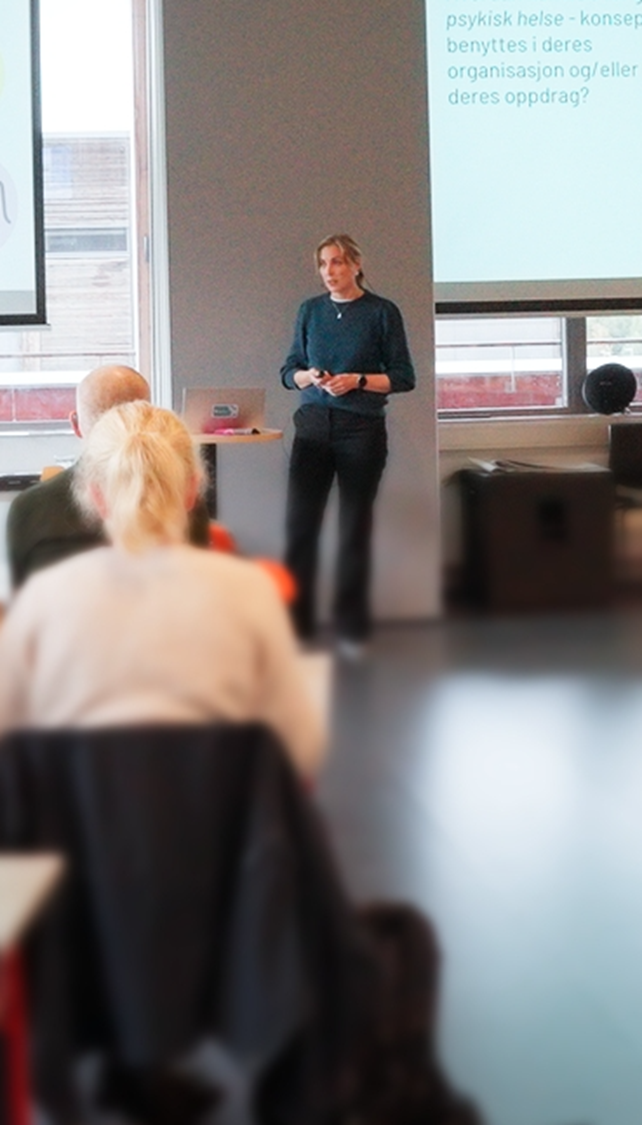 psykisk helse - konsep
benyttes i deres
organisasjon og/eller
deres oppdrag?